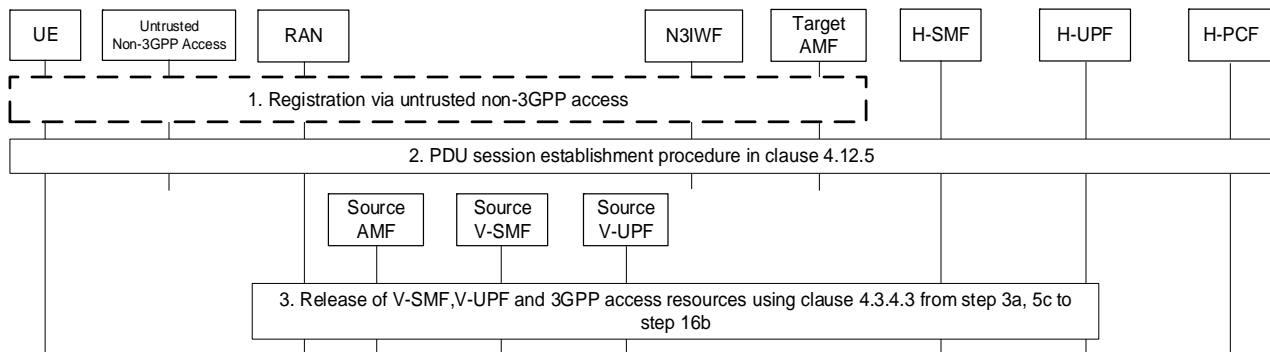 UE
Untrusted
Non-3GPP Access
RAN
N3IWF
Target
AMF
H-SMF
H-UPF
H-PCF
1. Registration via untrusted non-3GPP access
2. PDU session establishment procedure in clause 4.12.5
Source
AMF
Source
V-SMF
Source
V-UPF
3. Release of V-SMF,V-UPF and 3GPP access resources using clause 4.3.4.3 from step 3a, 5c to
step 16b